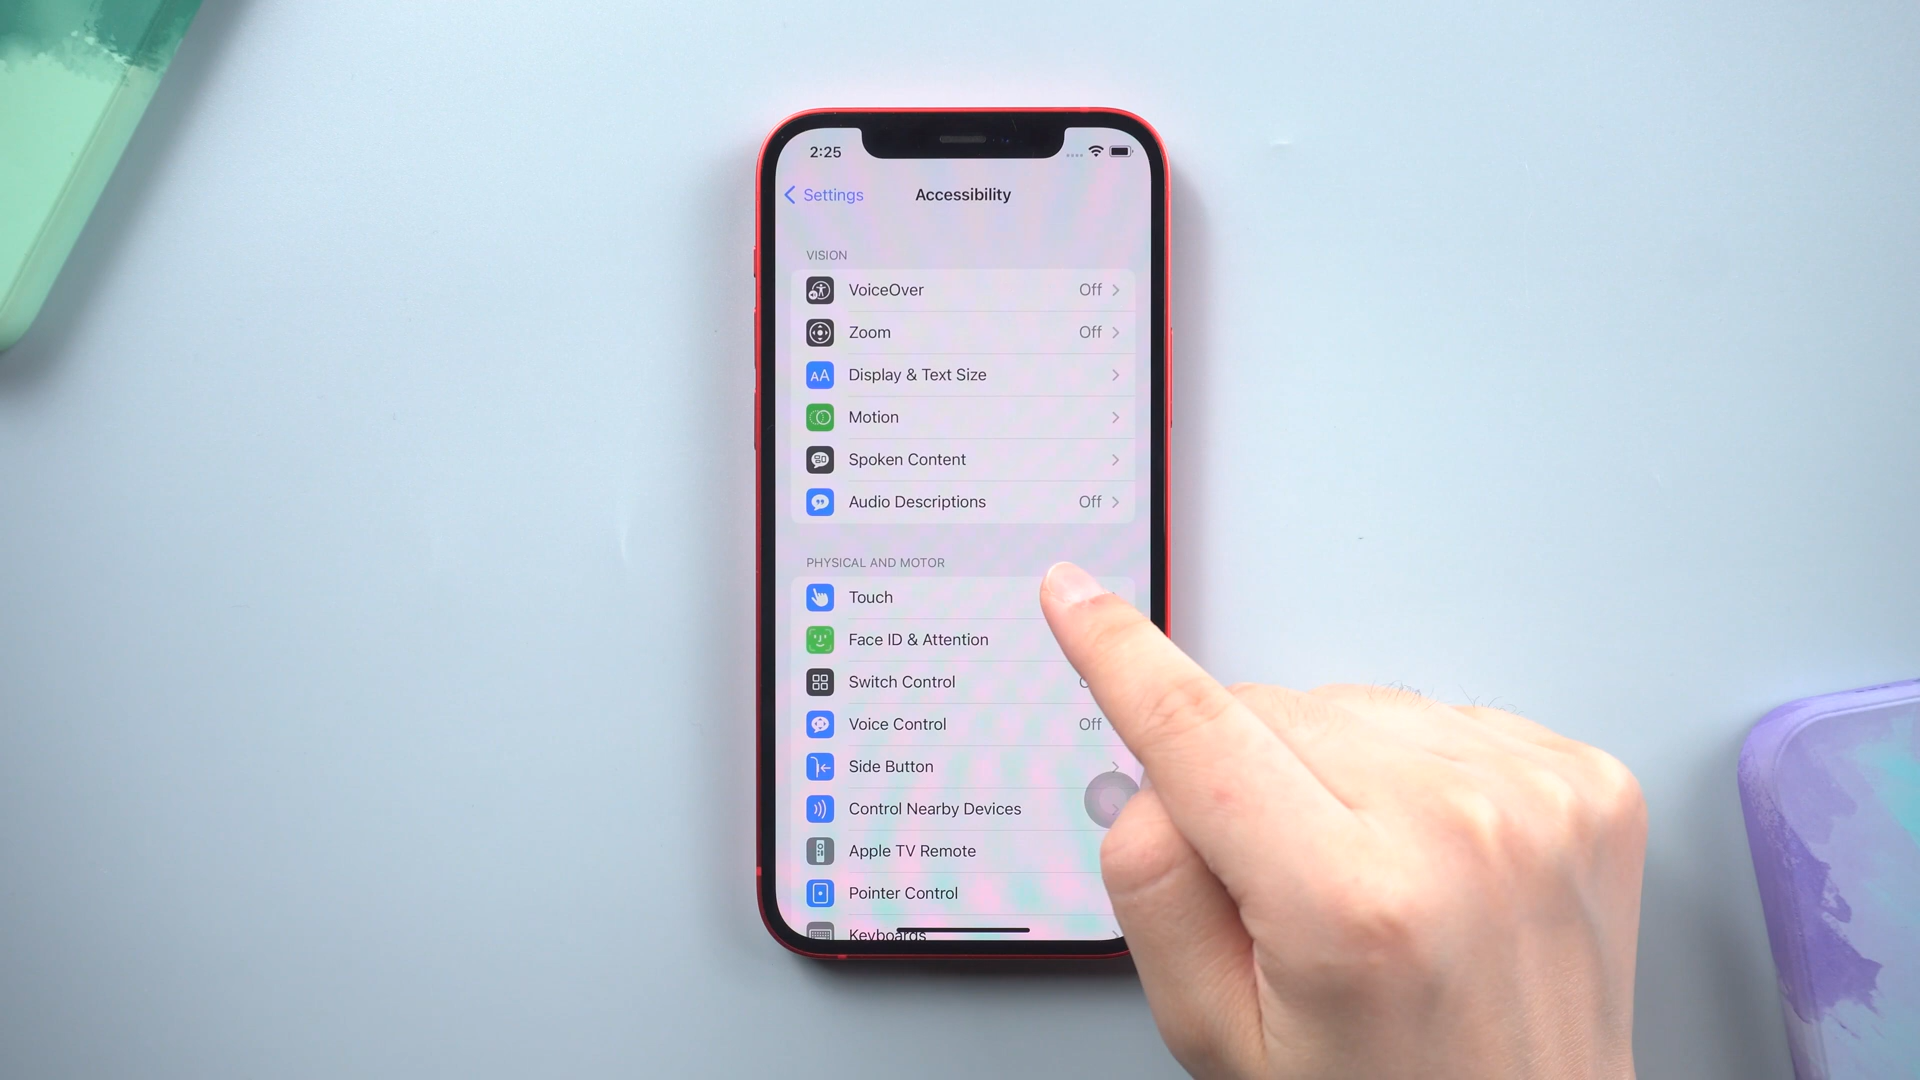 2:25
Settings
Accessibility
VISION
VoiceOver Off
Zoom Off
AA Display & Text Size
Motion
Spoken Content
Audio Descriptions Off
PHYSICAL AND MOTOR
Touch
Face ID & Attention
Switch Control
Voice Control Off
Side Button
Control Nearby Devices
Apple TV Remote
Pointer Control
Keyboards